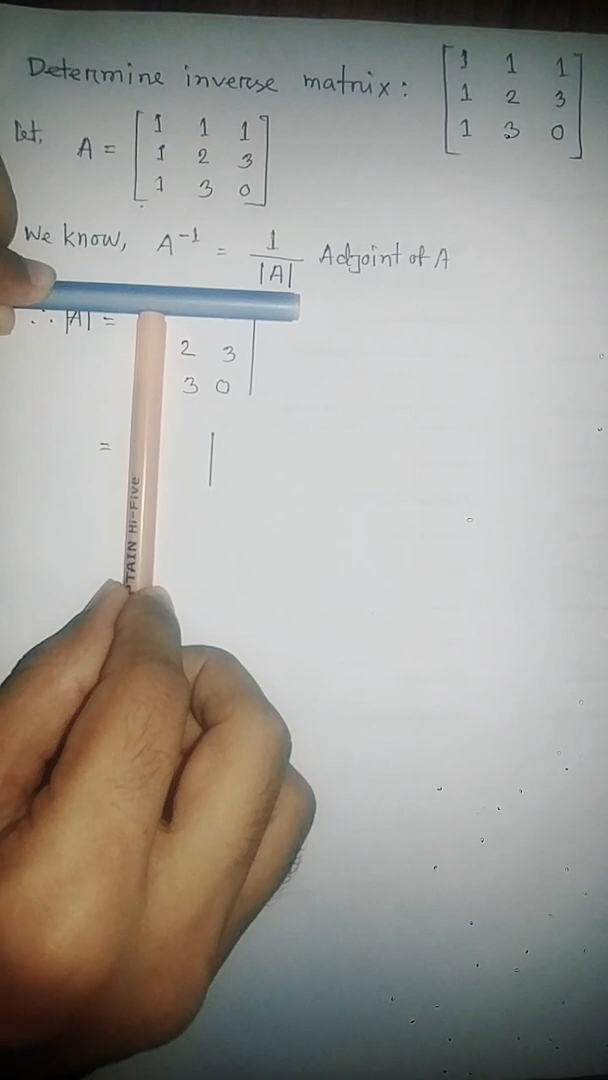 Determine inverse matrix: [1 1 1
1 2 3
1 3 0]
Let, A = [1 1 1
1 2 3
1 3 0]
We know, A⁻¹ = 1/|A| Adjoint of A
∴ |A| =
2 3
3 0 |
= |
TAIN Hi-Five